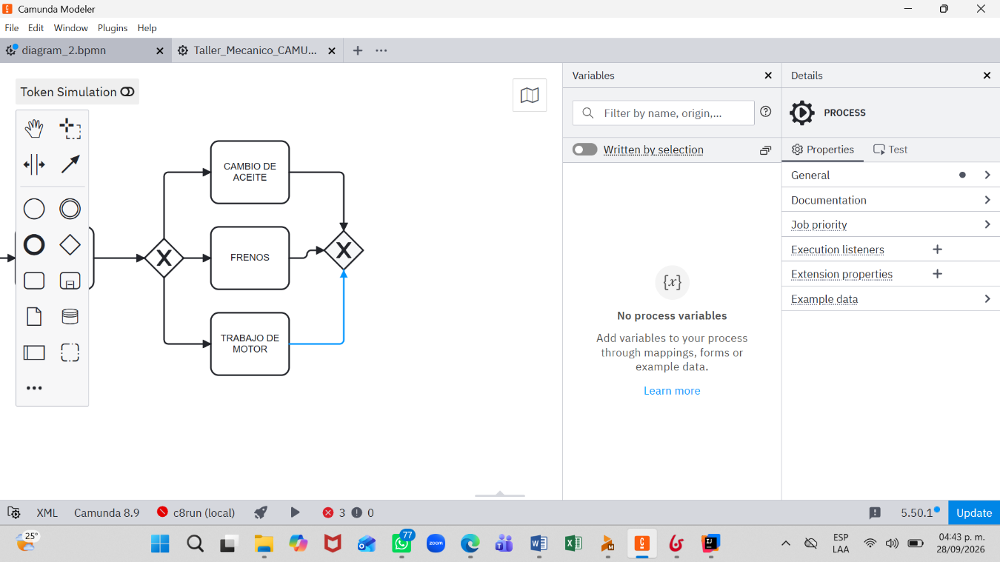 Camunda Modeler
File Edit Window Plugins Help
diagram_2.bpmn
Taller_Mecanico_CAMU...
Token Simulation
CAMBIO DE
ACEITE
FRENOS
TRABAJO DE
MOTOR
Variables
Filter by name, origin,...
Written by selection
{x}
No process variables
Add variables to your process
through mappings, forms or
example data.
Learn more
Details
PROCESS
Properties Test
General
Documentation
Job priority
Execution listeners
Extension properties
Example data
XML Camunda 8.9 c8run (local) 3 0 5.50.1 Update
25°
77
zoom
ESP
LAA
04:43 p. m.
28/09/2026